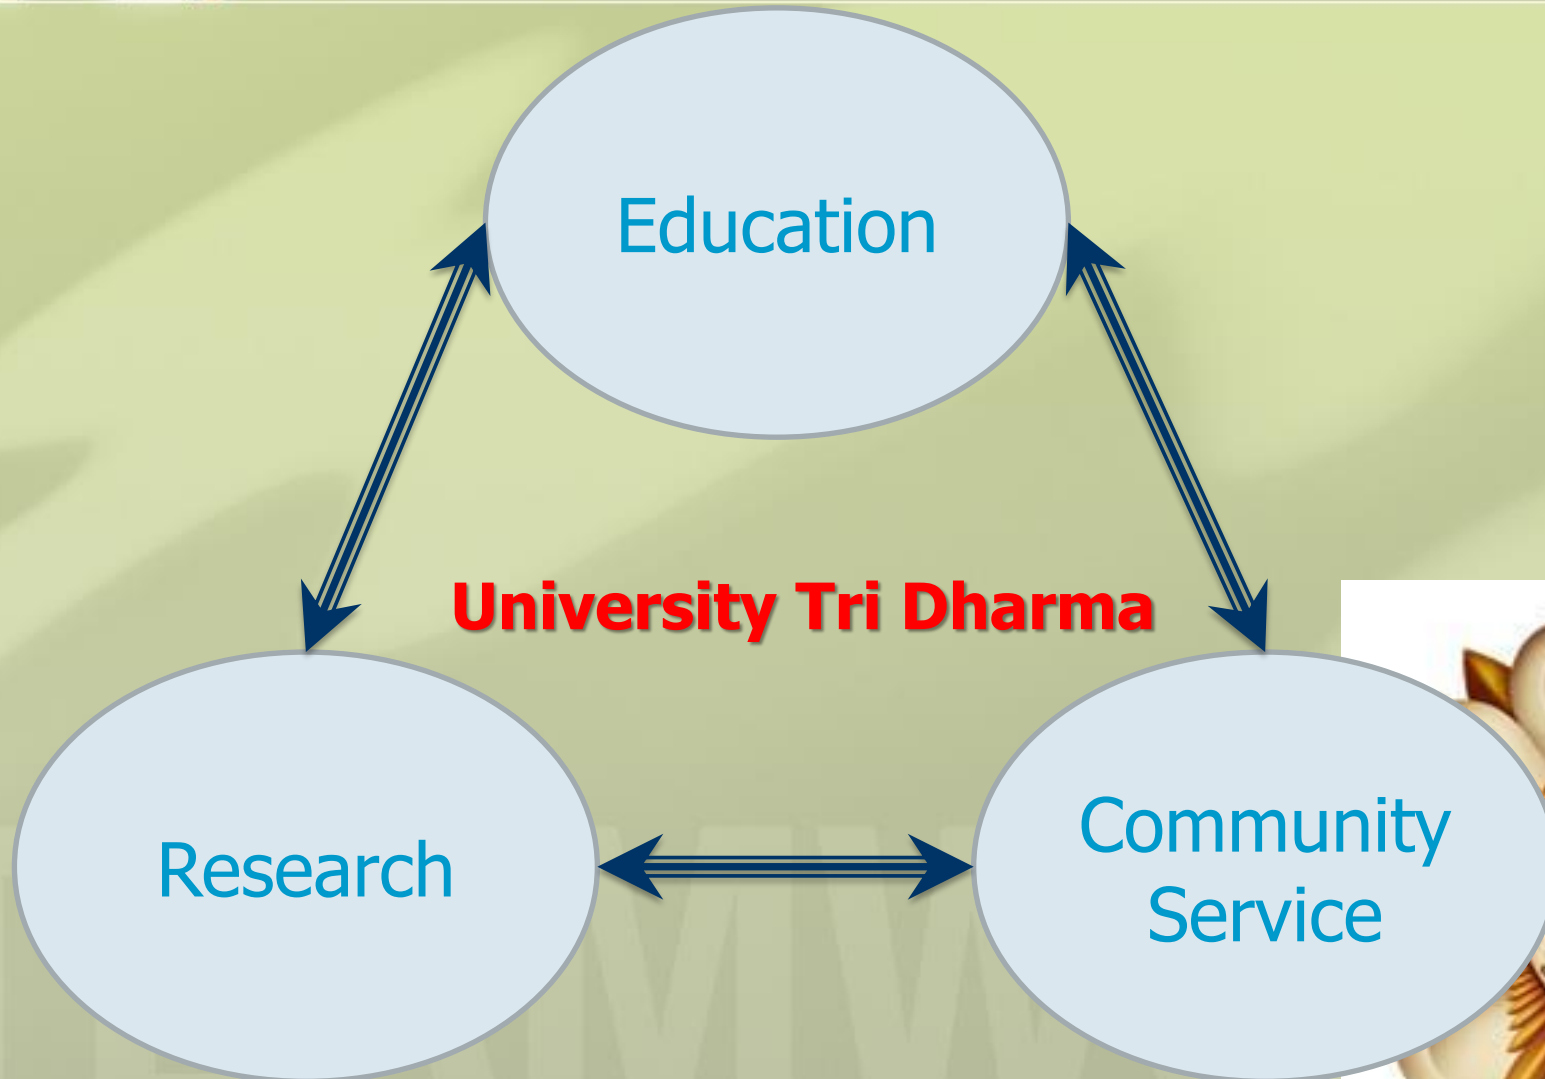 Education
University Tri Dharma
Research
Community
Service